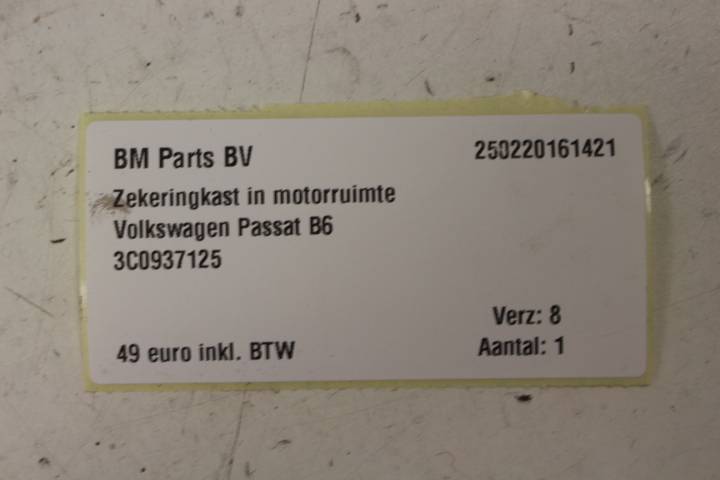 BM Parts BV 250220161421
Zekeringkast in motorruimte
Volkswagen Passat B6
3C0937125
Verz: 8
49 euro inkl. BTW Aantal: 1